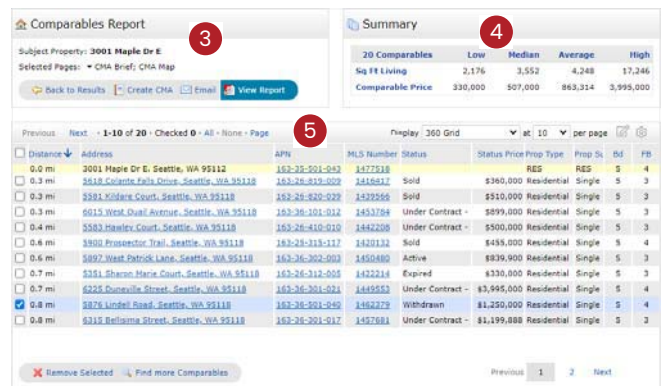 Comparables Report
3
Subject Property: 3001 Maple Dr E
Selected Pages: CMA Brief; CMA Map
Back to Results Create CMA Email View Report
Summary
4
20 Comparables Low Median Average High
Sq Ft Living 2,176 3,552 4,248 17,246
Comparable Price 330,000 507,000 863,314 3,995,000
5
Previous Next · 1-10 of 20 · Checked 0 · All · None · Page Display 360 Grid at 10 per page
Distance Address APN MLS Number Status Status Price Prop Type Prop Su Bd FB
0.0 mi 3001 Maple Dr E, Seattle, WA 95112 163-35-501-043 1477518 RES RES 5 4
0.3 mi 5618 Colante Falls Drive, Seattle, WA 95118 163-26-819-009 1416417 Sold $360,000 Residential Single 5 3
0.3 mi 5581 Kildare Court, Seattle, WA 95118 163-26-820-039 1439566 Sold $510,000 Residential Single 5 3
0.3 mi 6015 West Quail Avenue, Seattle, WA 95118 163-36-101-012 1453784 Under Contract - $899,000 Residential Single 5 3
0.4 mi 5583 Hawley Court, Seattle, WA 95118 163-26-410-010 1442208 Under Contract - $500,000 Residential Single 5 3
0.6 mi 5900 Prospector Trail, Seattle, WA 95118 163-25-315-117 1420132 Sold $455,000 Residential Single 5 4
0.6 mi 5897 West Patrick Lane, Seattle, WA 95118 163-36-302-003 1450480 Active $839,900 Residential Single 5 3
0.7 mi 5351 Sharon Marie Court, Seattle, WA 95118 163-26-312-005 1422214 Expired $330,000 Residential Single 5 3
0.7 mi 6225 Duneville Street, Seattle, WA 95118 163-36-301-021 1449553 Under Contract - $3,995,000 Residential Single 5 4
0.8 mi 5876 Lindell Road, Seattle, WA 95118 163-36-501-040 1462379 Withdrawn $1,250,000 Residential Single 5 4
0.8 mi 6315 Bellisima Street, Seattle, WA 95118 163-36-301-017 1457681 Under Contract - $1,199,888 Residential Single 5 3
Remove Selected Find more Comparables Previous 1 2 Next